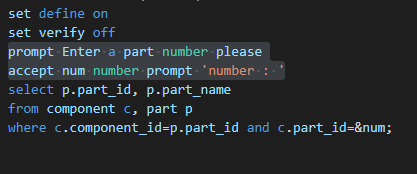 set define on
set verify off
prompt Enter a part number please
accept num number prompt 'number : '
select p.part_id, p.part_name
from component c, part p
where c.component_id=p.part_id and c.part_id=&num;